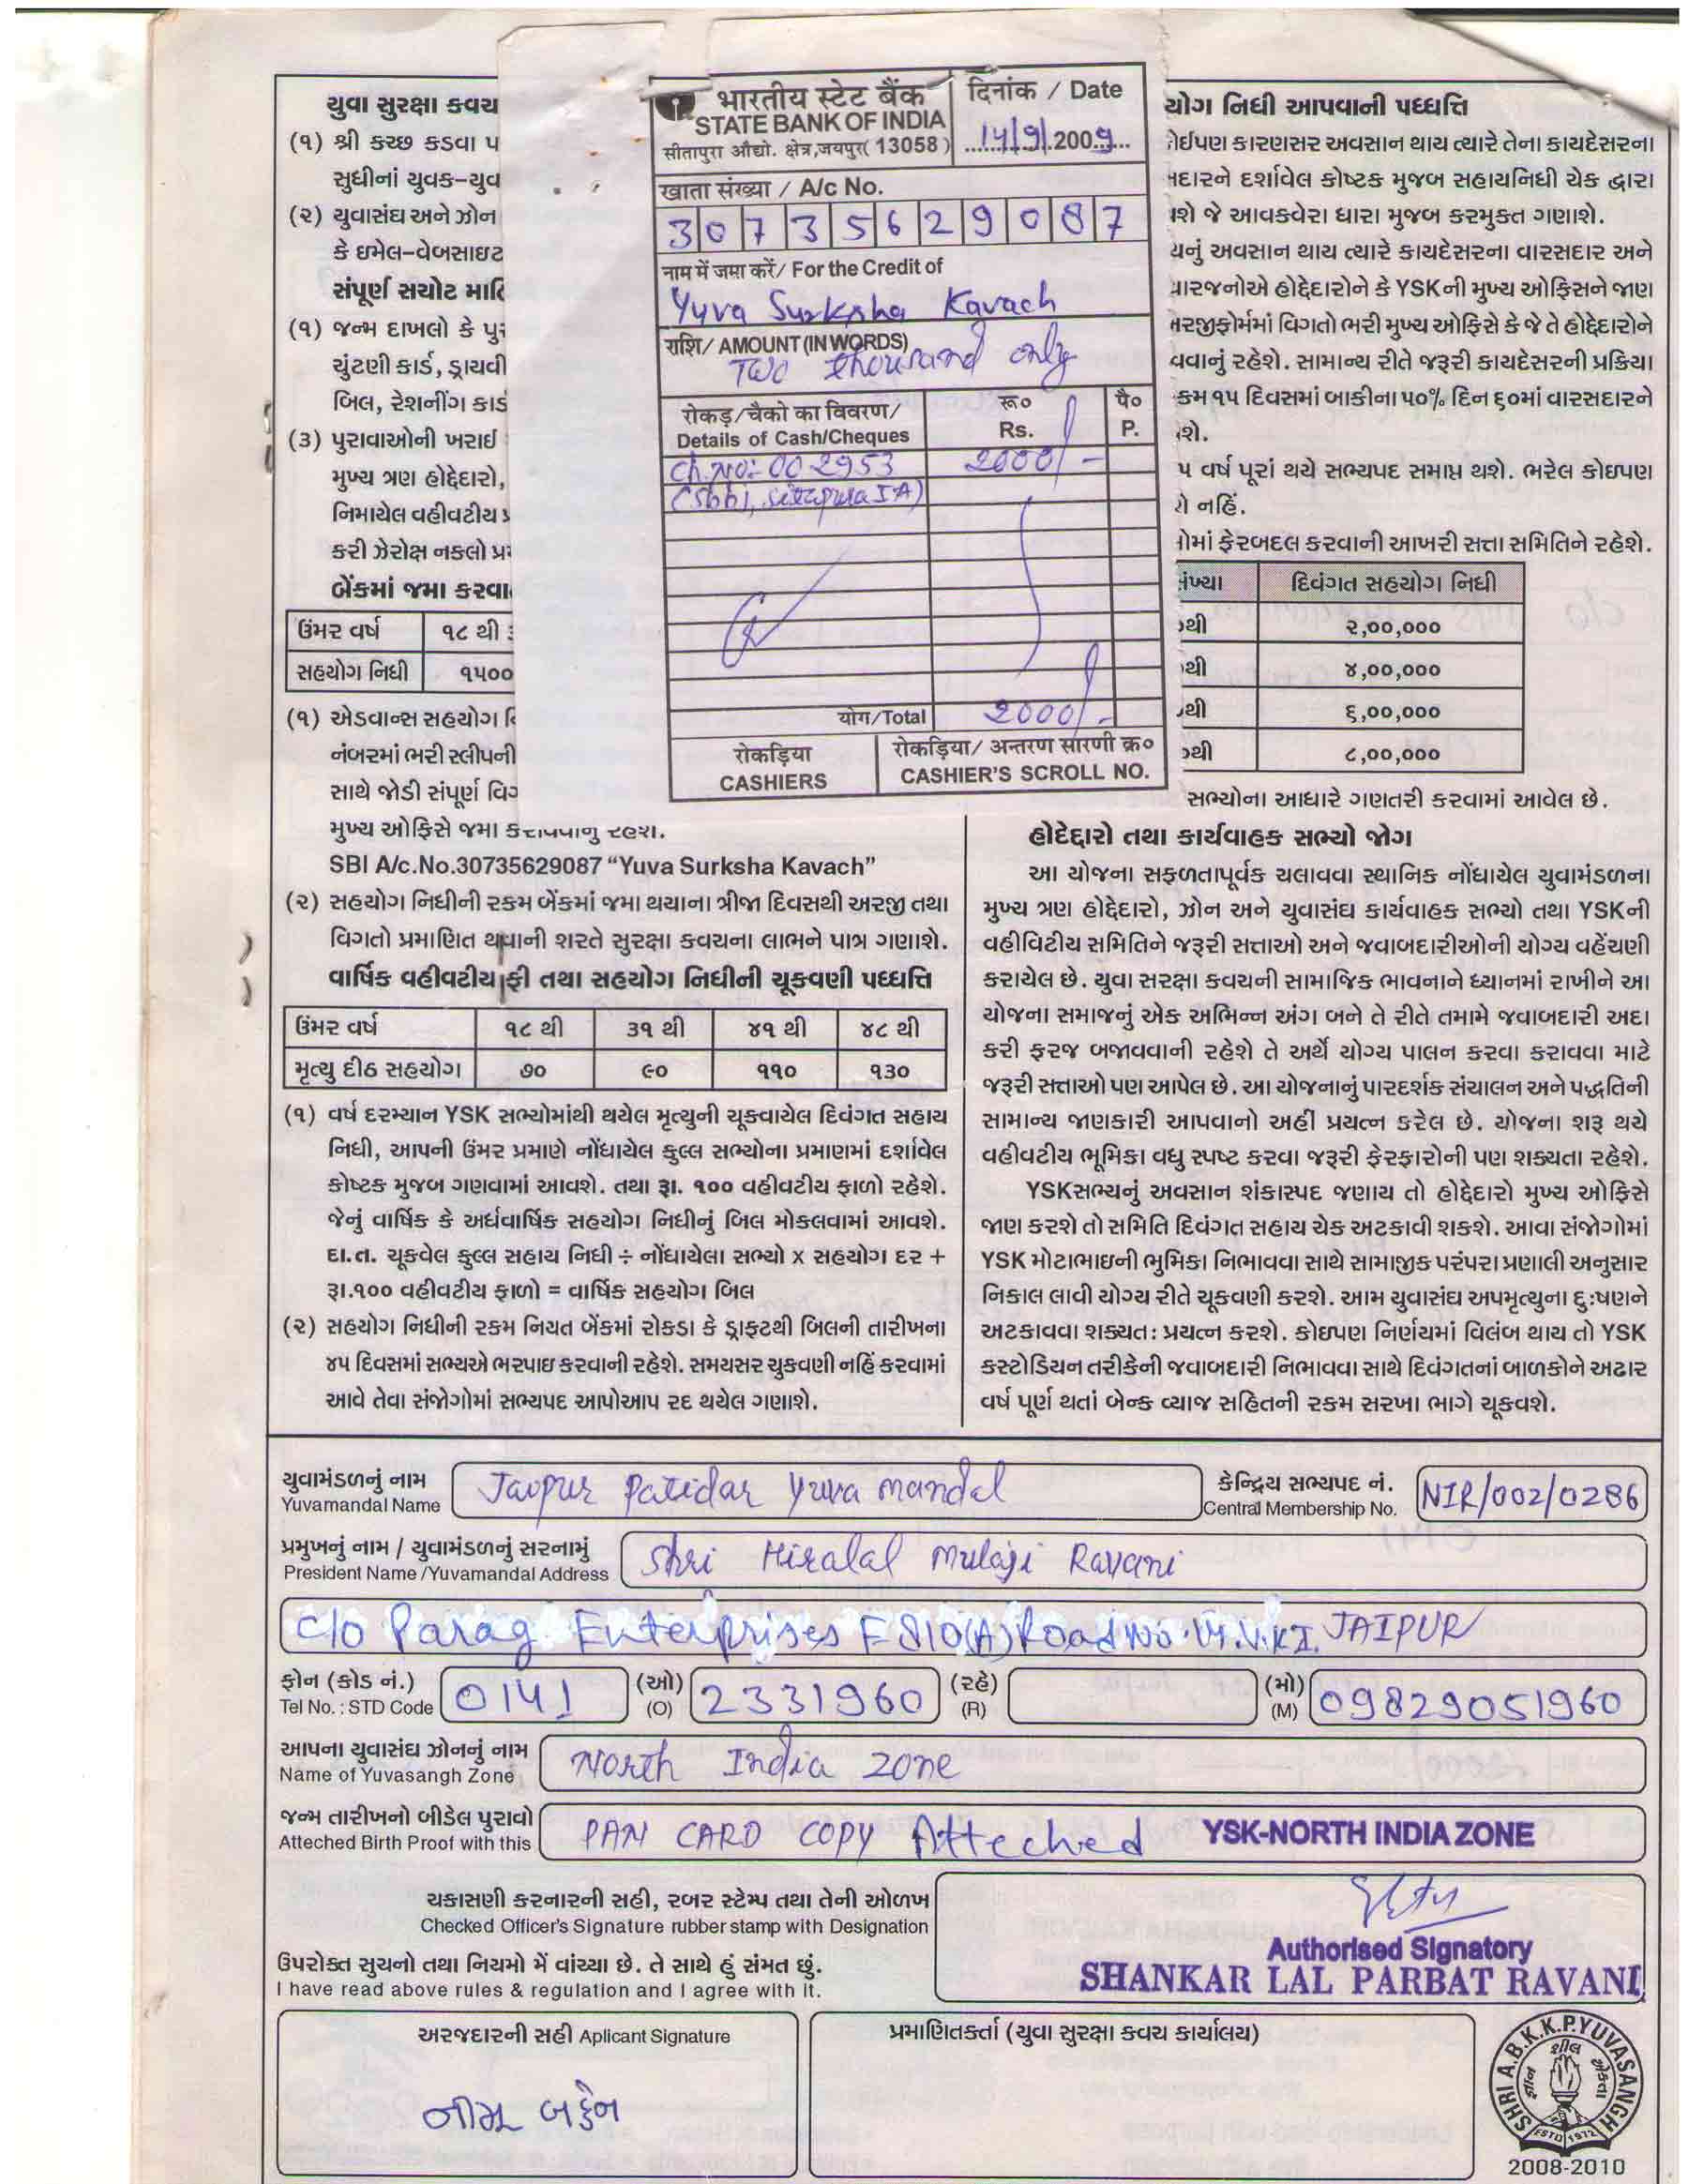 યુવા સુરક્ષા કવચ
(૧) શ્રી કચ્છ કડવા પ
સુધીનાં યુવક-યુવ
(૨) યુવાસંઘ અને ઝોન
કે ઇમેલ-વેબસાઇટ
સંપૂર્ણ સચોટ
(૧) જન્મ દાખલો કે
ચુંટણી કાર્ડ, ડ્રાયવી
બિલ, રેશનીંગ કાર્ડ
(૩) પુરાવાઓની ખરાઇ
મુખ્ય ત્રણ હોદ્દેદારો,
નિમાયેલ વહીવટીય
કરી ઝેરોક્ષ નકલો
બેંકમાં જમા કરવા
ઉંમર વર્ષ ૧૮ થી
સહયોગ નિધી ૧૫૦૦
(૧) એડવાન્સ સહયોગ
નંબરમાં ભરી સ્લીપની
સાથે જોડી સંપૂર્ણ વિગ
મુખ્ય ઓફિસે જમા કરાવવાનું રહેશે.
SBI A/c.No.30735629087 “Yuva Surksha Kavach”
(૨) સહયોગ નિધીની રકમ બેંકમાં જમા થયાના ત્રીજા દિવસથી અરજી તથા
વિગતો પ્રમાણિત થવાની શરતે સુરક્ષા કવચના લાભને પાત્ર ગણાશે.
વાર્ષિક વહીવટીય ફી તથા સહયોગ નિધીની ચૂકવણી પધ્ધત્તિ
ઉંમર વર્ષ ૧૮ થી ૩૧ થી ૪૧ થી ૪૮ થી
મૃત્યુ દીઠ સહયોગ ૭૦ ૯૦ ૧૧૦ ૧૩૦
(૧) વર્ષ દરમ્યાન YSK સભ્યોમાંથી થયેલ મૃત્યુની ચૂકવાયેલ દિવંગત સહાય
નિધી, આપની ઉંમર પ્રમાણે નોંધાયેલ કુલ્લ સભ્યોના પ્રમાણમાં દર્શાવેલ
કોષ્ટક મુજબ ગણવામાં આવશે. તથા રૂા. ૧૦૦ વહીવટીય ફાળો રહેશે.
જેનું વાર્ષિક કે અર્ધવાર્ષિક સહયોગ નિધીનું બિલ મોકલવામાં આવશે.
દા.ત. ચૂકવેલ કુલ્લ સહાય નિધી ÷ નોંધાયેલા સભ્યો x સહયોગ દર +
રૂા.૧૦૦ વહીવટીય ફાળો = વાર્ષિક સહયોગ બિલ
(૨) સહયોગ નિધીની રકમ નિયત બેંકમાં રોકડા કે ડ્રાફટથી બિલની તારીખના
૪૫ દિવસમાં સભ્યએ ભરપાઇ કરવાની રહેશે. સમયસર ચુકવણી નહિં કરવામાં
આવે તેવા સંજોગોમાં સભ્યપદ આપોઆપ રદ થયેલ ગણાશે.
भारतीय स्टेट बैंक
STATE BANK OF INDIA
सीतापुरा औद्यो. क्षेत्र,जयपुर( 13058 )
दिनांक / Date
14/9/.2009
खाता संख्या / A/c No.
30735629087
नाम में जमा करें/ For the Credit of
Yuva Surksha Kavach
राशि/ AMOUNT (IN WORDS)
Two thousand only
रोकड़/चैको का विवरण/ रू० पै०
Details of Cash/Cheques Rs. P.
Ch.No:- 002953 2000/-
(Sbbj, Sitapura IA)
योग/Total 2000/-
रोकड़िया रोकड़िया/ अन्तरण सारणी क्र०
CASHIERS CASHIER'S SCROLL NO.
યોગ નિધી આપવાની પધ્ધત્તિ
કોઈપણ કારણસર અવસાન થાય ત્યારે તેના કાયદેસરના
દારને દર્શાવેલ કોષ્ટક મુજબ સહાયનિધી ચેક દ્વારા
શે જે આવકવેરા ધારા મુજબ કરમુક્ત ગણાશે.
યનું અવસાન થાય ત્યારે કાયદેસરના વારસદાર અને
ારજનોએ હોદ્દેદારોને કે YSK ની મુખ્ય ઓફિસને જાણ
રજીફોર્મમાં વિગતો ભરી મુખ્ય ઓફિસે કે જે તે હોદ્દેદારોને
વવાનું રહેશે. સામાન્ય રીતે જરૂરી કાયદેસરની પ્રક્રિયા
કમ ૧૫ દિવસમાં બાકીના ૫૦% દિન ૬૦માં વારસદારને
શે.
૫ વર્ષ પૂરાં થયે સભ્યપદ સમાપ્ત થશે. ભરેલ કોઇપણ
નહિં.
ોમાં ફેરબદલ કરવાની આખરી સત્તા સમિતિને રહેશે.
ંખ્યા દિવંગત સહયોગ નિધી
થી ૨,૦૦,૦૦૦
થી ૪,૦૦,૦૦૦
થી ૬,૦૦,૦૦૦
થી ૮,૦૦,૦૦૦
સભ્યોના આધારે ગણતરી કરવામાં આવેલ છે.
હોદેદ્દારો તથા કાર્યવાહક સભ્યો જોગ
આ યોજના સફળતાપૂર્વક ચલાવવા સ્થાનિક નોંધાયેલ યુવામંડળના
મુખ્ય ત્રણ હોદ્દેદારો, ઝોન અને યુવાસંઘ કાર્યવાહક સભ્યો તથા YSKની
વહીવિટીય સમિતિને જરૂરી સત્તાઓ અને જવાબદારીઓની યોગ્ય વહેંચણી
કરાયેલ છે. યુવા સરક્ષા કવચની સામાજિક ભાવનાને ધ્યાનમાં રાખીને આ
યોજના સમાજનું એક અભિન્ન અંગ બને તે રીતે તમામે જવાબદારી અદા
કરી ફરજ બજાવવાની રહેશે તે અર્થે યોગ્ય પાલન કરવા કરાવવા માટે
જરૂરી સત્તાઓ પણ આપેલ છે. આ યોજનાનું પારદર્શક સંચાલન અને પદ્ધતિની
સામાન્ય જાણકારી આપવાનો અહીં પ્રયત્ન કરેલ છે. યોજના શરૂ થયે
વહીવટીય ભૂમિકા વધુ સ્પષ્ટ કરવા જરૂરી ફેરફારોની પણ શક્યતા રહેશે.
YSKસભ્યનું અવસાન શંકાસ્પદ જણાય તો હોદ્દેદારો મુખ્ય ઓફિસે
જાણ કરશે તો સમિતિ દિવંગત સહાય ચેક અટકાવી શકશે. આવા સંજોગોમાં
YSK મોટાભાઇની ભુમિકા નિભાવવા સાથે સામાજીક પરંપરા પ્રણાલી અનુસાર
નિકાલ લાવી યોગ્ય રીતે ચૂકવણી કરશે. આમ યુવાસંઘ અપમૃત્યુના દુ:ષણને
અટકાવવા શક્યત: પ્રયત્ન કરશે. કોઇપણ નિર્ણયમાં વિલંબ થાય તો YSK
કસ્ટોડિયન તરીકેની જવાબદારી નિભાવવા સાથે દિવંગતનાં બાળકોને અઢાર
વર્ષ પૂર્ણ થતાં બેન્ક વ્યાજ સહિતની રકમ સરખા ભાગે ચૂકવશે.
યુવામંડળનું નામ
Yuvamandal Name Jaipur Patidar Yuva mandal
કેન્દ્રિય સભ્યપદ નં.
Central Membership No. NIR/002/0286
પ્રમુખનું નામ / યુવામંડળનું સરનામું
President Name /Yuvamandal Address Shri Hiralal Mulaji Ravani
C/o Parag Enterprises F 810(A) Road No. V.K.I. JAIPUR
ફોન (કોડ નં.) (ઓ) (રહે) (મો)
Tel No. : STD Code 0141 (O) 2331960 (R) (M) 09829051960
આપના યુવાસંઘ ઝોનનું નામ
Name of Yuvasangh Zone North India zone
જન્મ તારીખનો બીડેલ પુરાવો
Atteched Birth Proof with this PAN CARD COPY Atteched YSK-NORTH INDIA ZONE
ચકાસણી કરનારની સહી, રબર સ્ટેમ્પ તથા તેની ઓળખ
Checked Officer's Signature rubber stamp with Designation
Authorised Signatory
SHANKAR LAL PARBAT RAVANI
ઉપરોક્ત સુચનો તથા નિયમો મેં વાંચ્યા છે. તે સાથે હું સંમત છું.
I have read above rules & regulation and I agree with it.
અરજદારની સહી Aplicant Signature
પ્રમાણિતકર્તા (યુવા સુરક્ષા કવચ કાર્યાલય)
SHRI A.B.K.K.P.YUVASANGH
શીલ
જ્ઞાન
એકતા
ESTD 1972
2008-2010